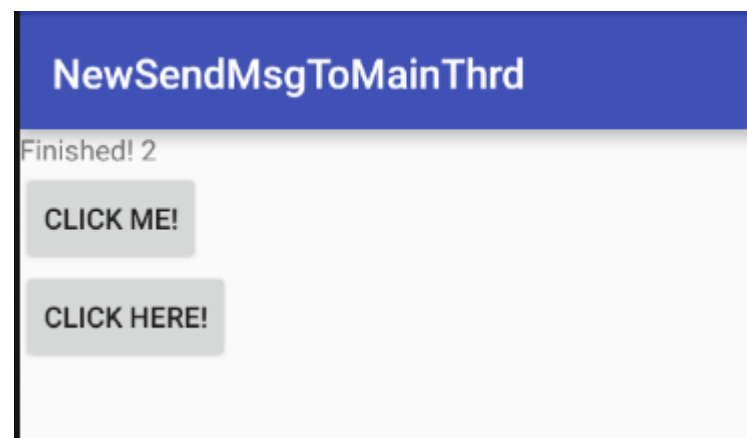 NewSendMsgToMainThrd
Finished! 2
CLICK ME!
CLICK HERE!